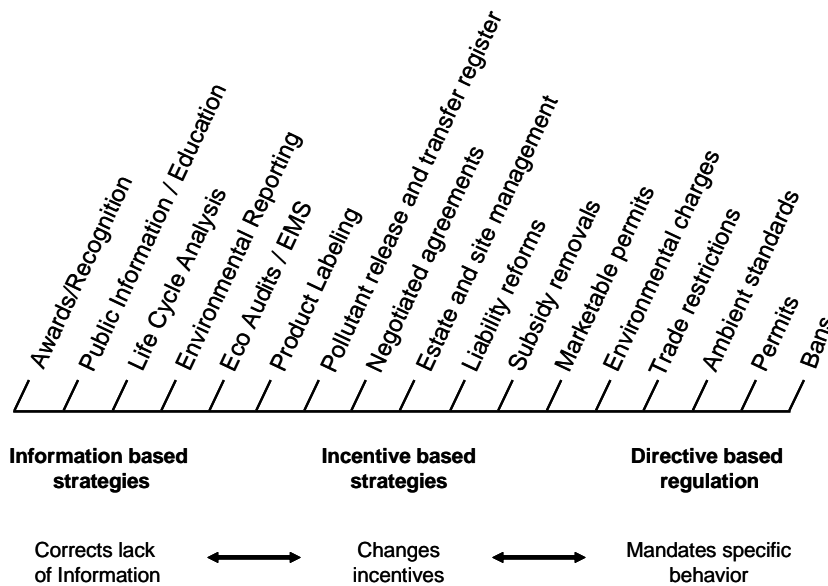 Awards/Recognition
Public Information / Education
Life Cycle Analysis
Environmental Reporting
Eco Audits / EMS
Product Labeling
Pollutant release and transfer register
Negotiated agreements
Estate and site management
Liability reforms
Subsidy removals
Marketable permits
Environmental charges
Trade restrictions
Ambient standards
Permits
Bans
Information based
strategies
Incentive based
strategies
Directive based
regulation
Corrects lack
of Information
Changes
incentives
Mandates specific
behavior